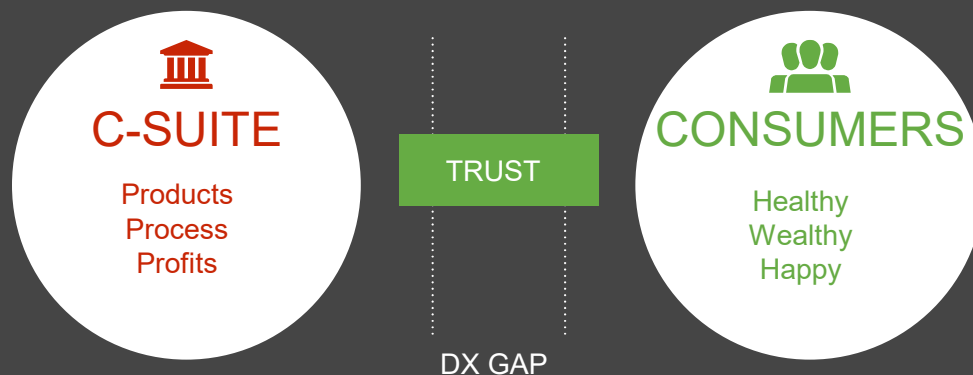 C-SUITE
Products
Process
Profits
TRUST
DX GAP
CONSUMERS
Healthy
Wealthy
Happy